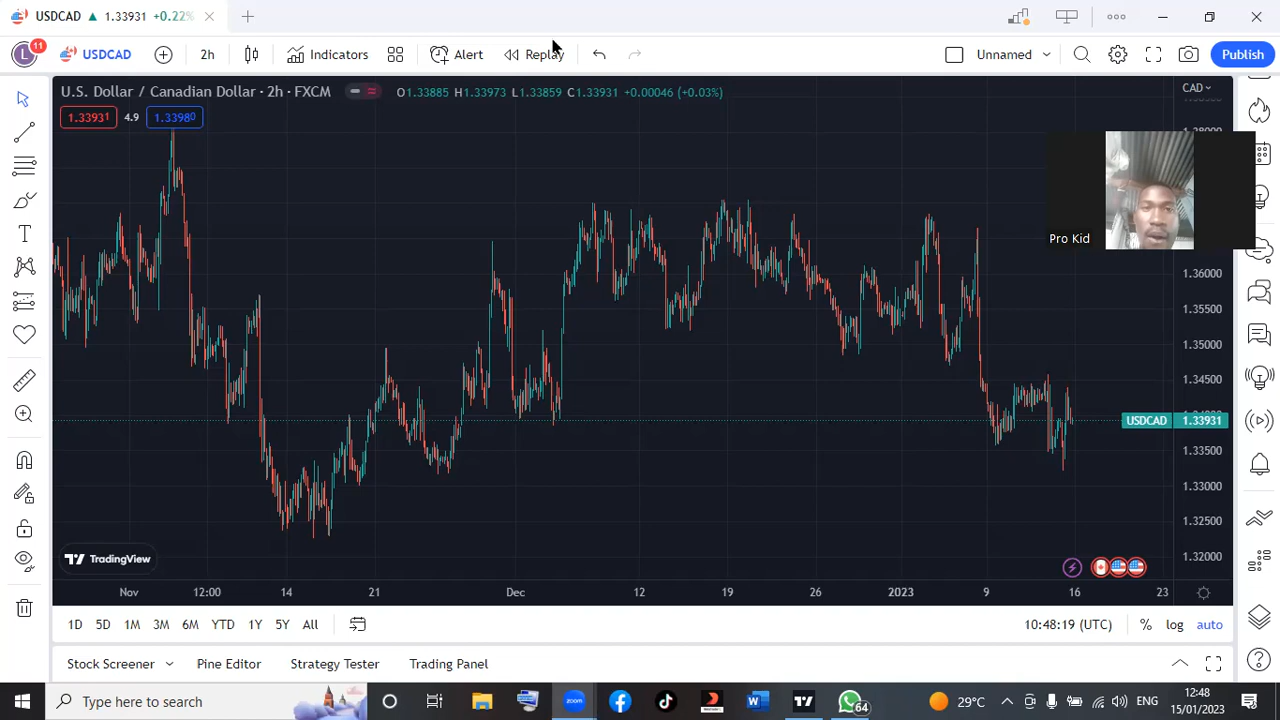 USDCAD ▲ 1.33931 +0.22%
L 11 USDCAD 2h Indicators Alert Replay Unnamed Publish
U.S. Dollar / Canadian Dollar · 2h · FXCM O1.33885 H1.33973 L1.33859 C1.33931 +0.00046 (+0.03%) CAD
1.33931 4.9 1.33980
Pro Kid
1.36000
1.35500
1.35000
1.34500
USDCAD 1.33931
1.33500
1.33000
1.32500
1.32000
TradingView
Nov 12:00 14 21 Dec 12 19 26 2023 9 16 23
1D 5D 1M 3M 6M YTD 1Y 5Y All 10:48:19 (UTC) % log auto
Stock Screener Pine Editor Strategy Tester Trading Panel
Type here to search zoom W 64 29°C ENG 12:48
15/01/2023